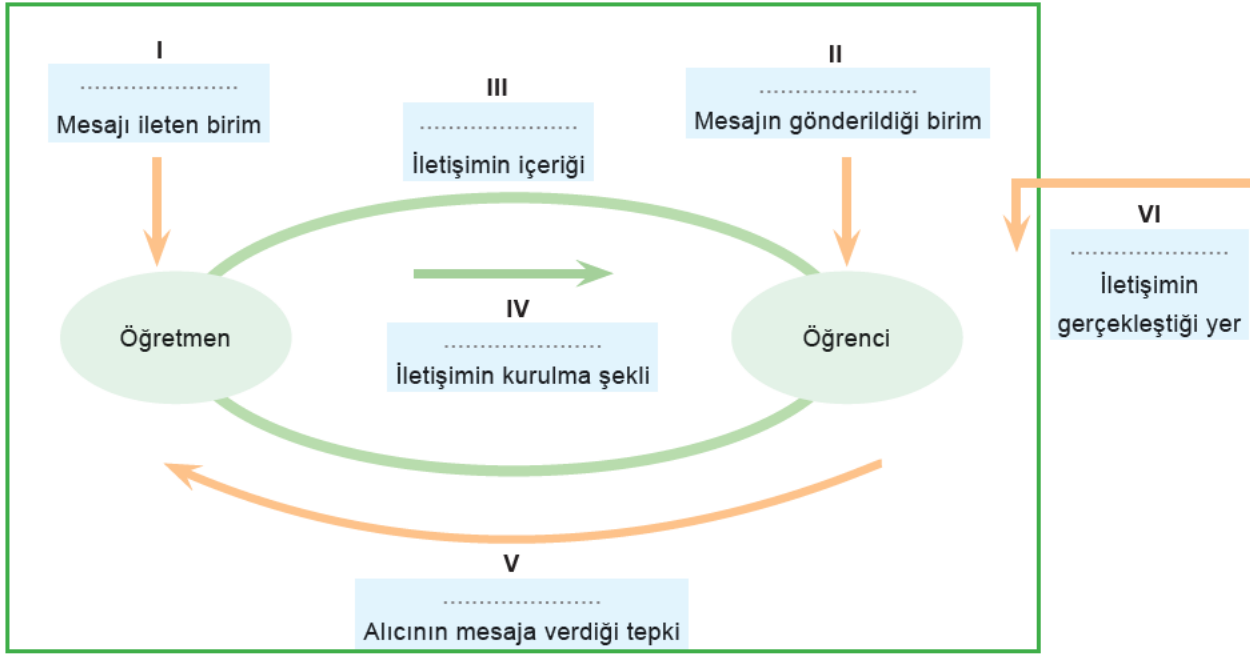 I
........................
Mesajı ileten birim
II
........................
Mesajın gönderildiği birim
III
........................
İletişimin içeriği
VI
........................
İletişimin
gerçekleştiği yer
IV
........................
İletişimin kurulma şekli
Öğretmen
Öğrenci
V
........................
Alıcının mesaja verdiği tepki